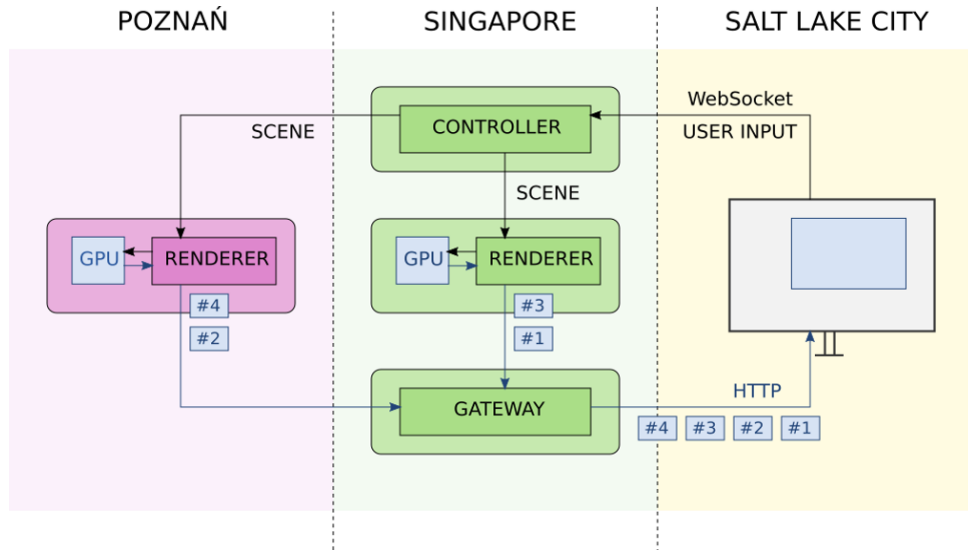 POZNAŃ
SINGAPORE
SALT LAKE CITY
WebSocket
SCENE
CONTROLLER
USER INPUT
SCENE
GPU
RENDERER
GPU
RENDERER
#4
#3
#2
#1
HTTP
GATEWAY
#4
#3
#2
#1